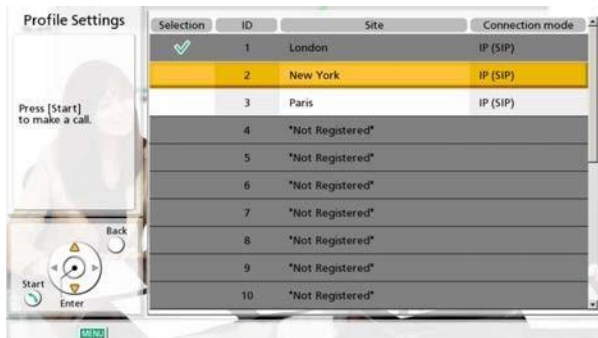 Profile Settings
Press [Start]
to make a call.
Back
Start
Enter
MENU
Selection ID Site Connection mode
1 London IP (SIP)
2 New York IP (SIP)
3 Paris IP (SIP)
4 *Not Registered*
5 *Not Registered*
6 *Not Registered*
7 *Not Registered*
8 *Not Registered*
9 *Not Registered*
10 *Not Registered*